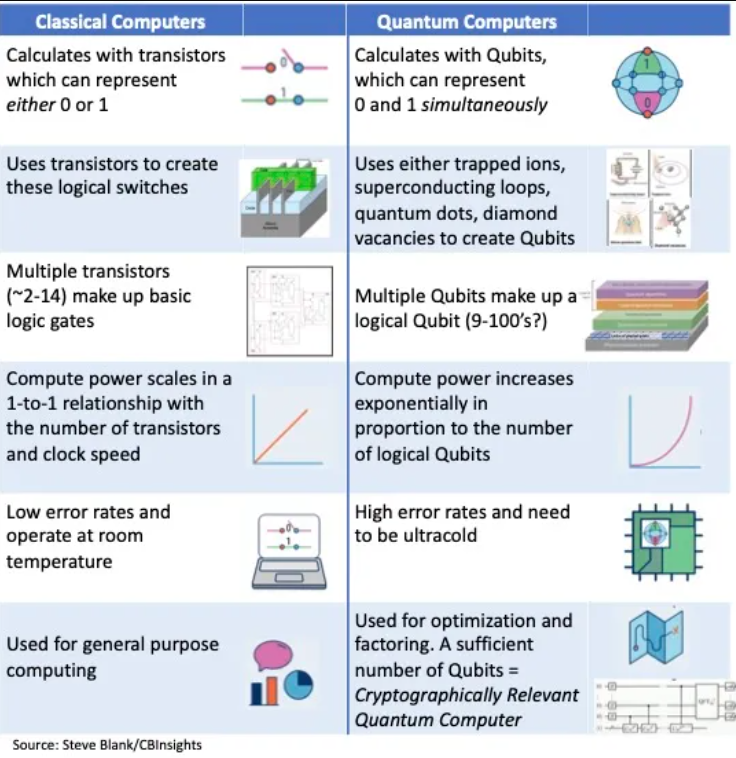 Classical Computers
Quantum Computers
Calculates with transistors
which can represent
either 0 or 1
0
1
Calculates with Qubits,
which can represent
0 and 1 simultaneously
1
0
Uses transistors to create
these logical switches
Uses either trapped ions,
superconducting loops,
quantum dots, diamond
vacancies to create Qubits
Multiple transistors
(~2-14) make up basic
logic gates
Multiple Qubits make up a
logical Qubit (9-100's?)
Compute power scales in a
1-to-1 relationship with
the number of transistors
and clock speed
Compute power increases
exponentially in
proportion to the number
of logical Qubits
Low error rates and
operate at room
temperature
0
1
High error rates and need
to be ultracold
Used for general purpose
computing
Used for optimization and
factoring. A sufficient
number of Qubits =
Cryptographically Relevant
Quantum Computer
Source: Steve Blank/CBInsights